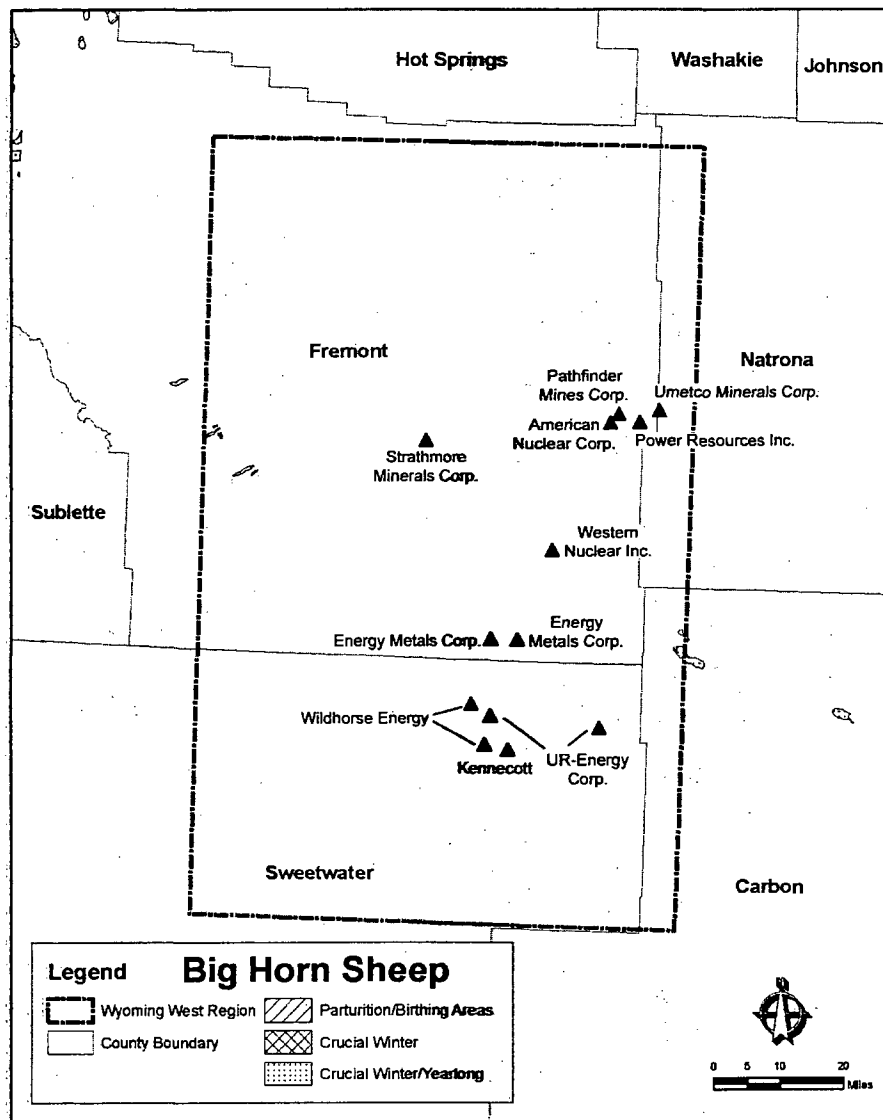 Hot Springs
Washakie
Johnson
Fremont
Natrona
Pathfinder
Mines Corp.
Umetco Minerals Corp.
American
Nuclear Corp.
Power Resources Inc.
Strathmore
Minerals Corp.
Sublette
Western
Nuclear Inc.
Energy Metals Corp.
Energy
Metals Corp.
Wildhorse Energy
Kennecott
UR-Energy
Corp.
Sweetwater
Carbon
Legend
Big Horn Sheep
Wyoming West Region
Parturition/Birthing Areas
County Boundary
Crucial Winter
Crucial Winter/Yearlong
N
0 5 10 20
Miles